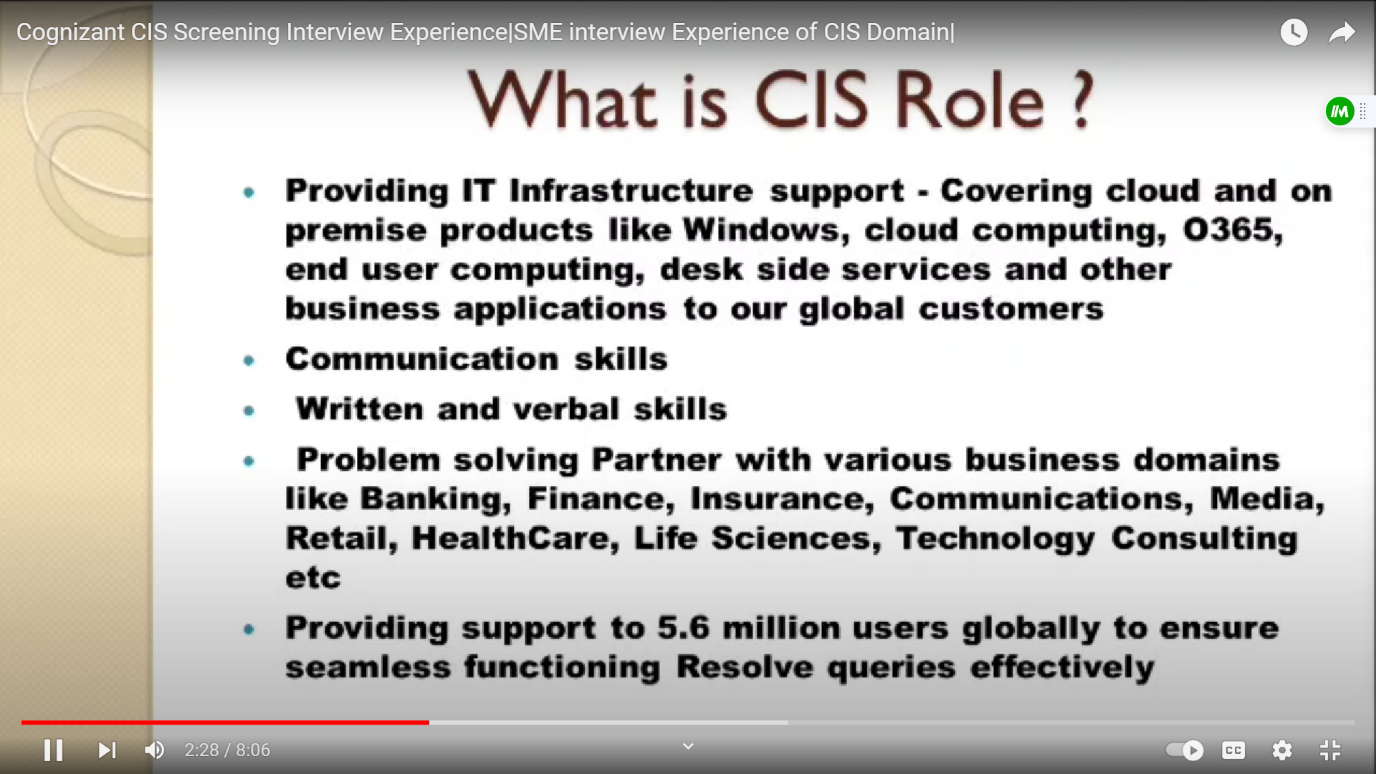 Cognizant CIS Screening Interview Experience|SME interview Experience of CIS Domain|
What is CIS Role ?
• Providing IT Infrastructure support - Covering cloud and on
premise products like Windows, cloud computing, O365,
end user computing, desk side services and other
business applications to our global customers
• Communication skills
• Written and verbal skills
• Problem solving Partner with various business domains
like Banking, Finance, Insurance, Communications, Media,
Retail, HealthCare, Life Sciences, Technology Consulting
etc
• Providing support to 5.6 million users globally to ensure
seamless functioning Resolve queries effectively
2:28 / 8:06
CC